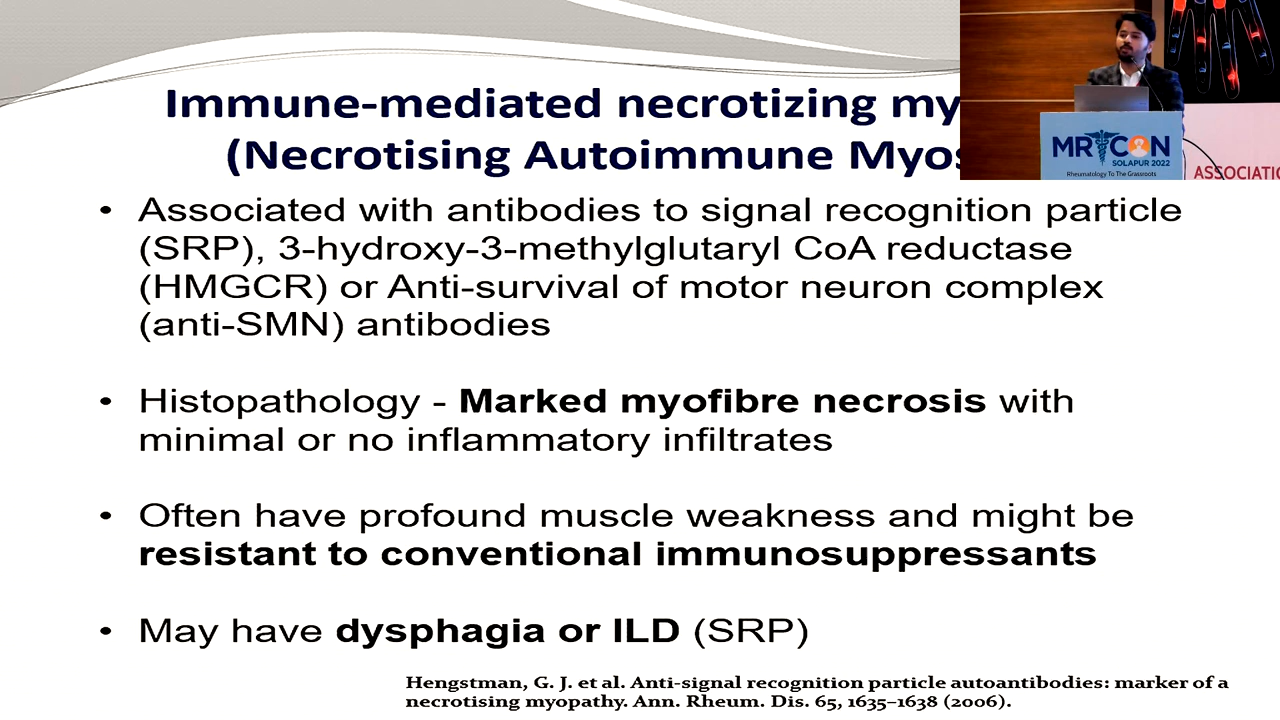 Immune-mediated necrotizing my
(Necrotising Autoimmune Myos
MRTCON
SOLAPUR 2022
Rheumatology To The Grassroots
ASSOCIATI
• Associated with antibodies to signal recognition particle
(SRP), 3-hydroxy-3-methylglutaryl CoA reductase
(HMGCR) or Anti-survival of motor neuron complex
(anti-SMN) antibodies
• Histopathology - Marked myofibre necrosis with
minimal or no inflammatory infiltrates
• Often have profound muscle weakness and might be
resistant to conventional immunosuppressants
• May have dysphagia or ILD (SRP)
Hengstman, G. J. et al. Anti-signal recognition particle autoantibodies: marker of a
necrotising myopathy. Ann. Rheum. Dis. 65, 1635–1638 (2006).